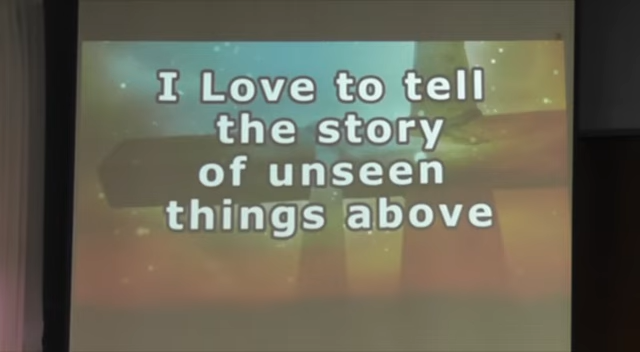 I Love to tell
the story
of unseen
things above